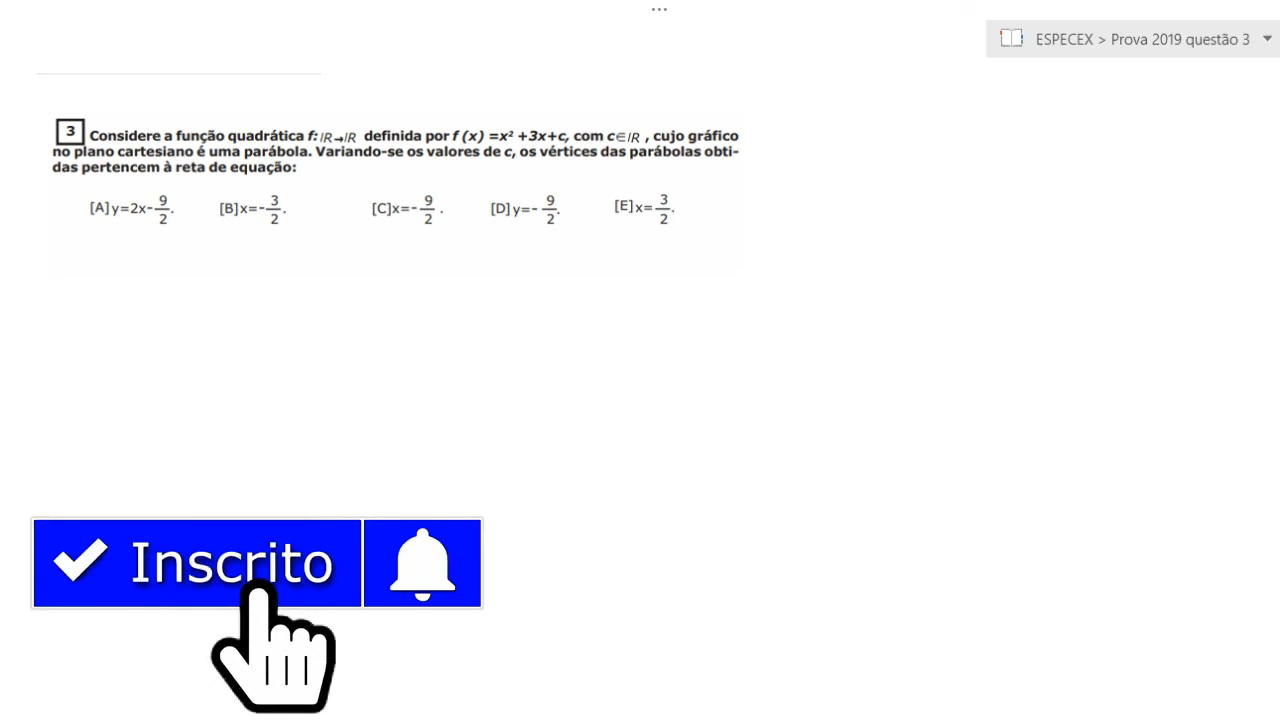 ...
ESPECEX > Prova 2019 questão 3
3 Considere a função quadrática f: IR→IR definida por f (x) =x² +3x+c, com c∈IR , cujo gráfico
no plano cartesiano é uma parábola. Variando-se os valores de c, os vértices das parábolas obti-
das pertencem à reta de equação:
[A]y=2x-9/2. [B]x=-3/2. [C]x=-9/2 . [D]y=-9/2. [E]x=3/2.
Inscrito